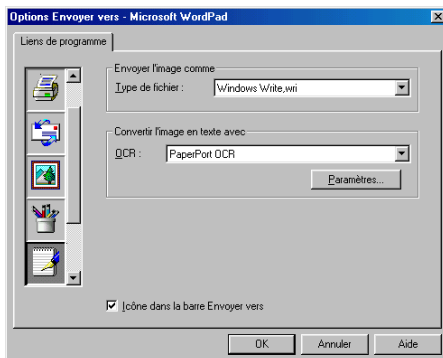 Options Envoyer vers - Microsoft WordPad
Liens de programme
Envoyer l'image comme
Type de fichier : Windows Write,wri
Convertir l'image en texte avec
OCR : PaperPort OCR
Paramètres...
Icône dans la barre Envoyer vers
OK Annuler Aide